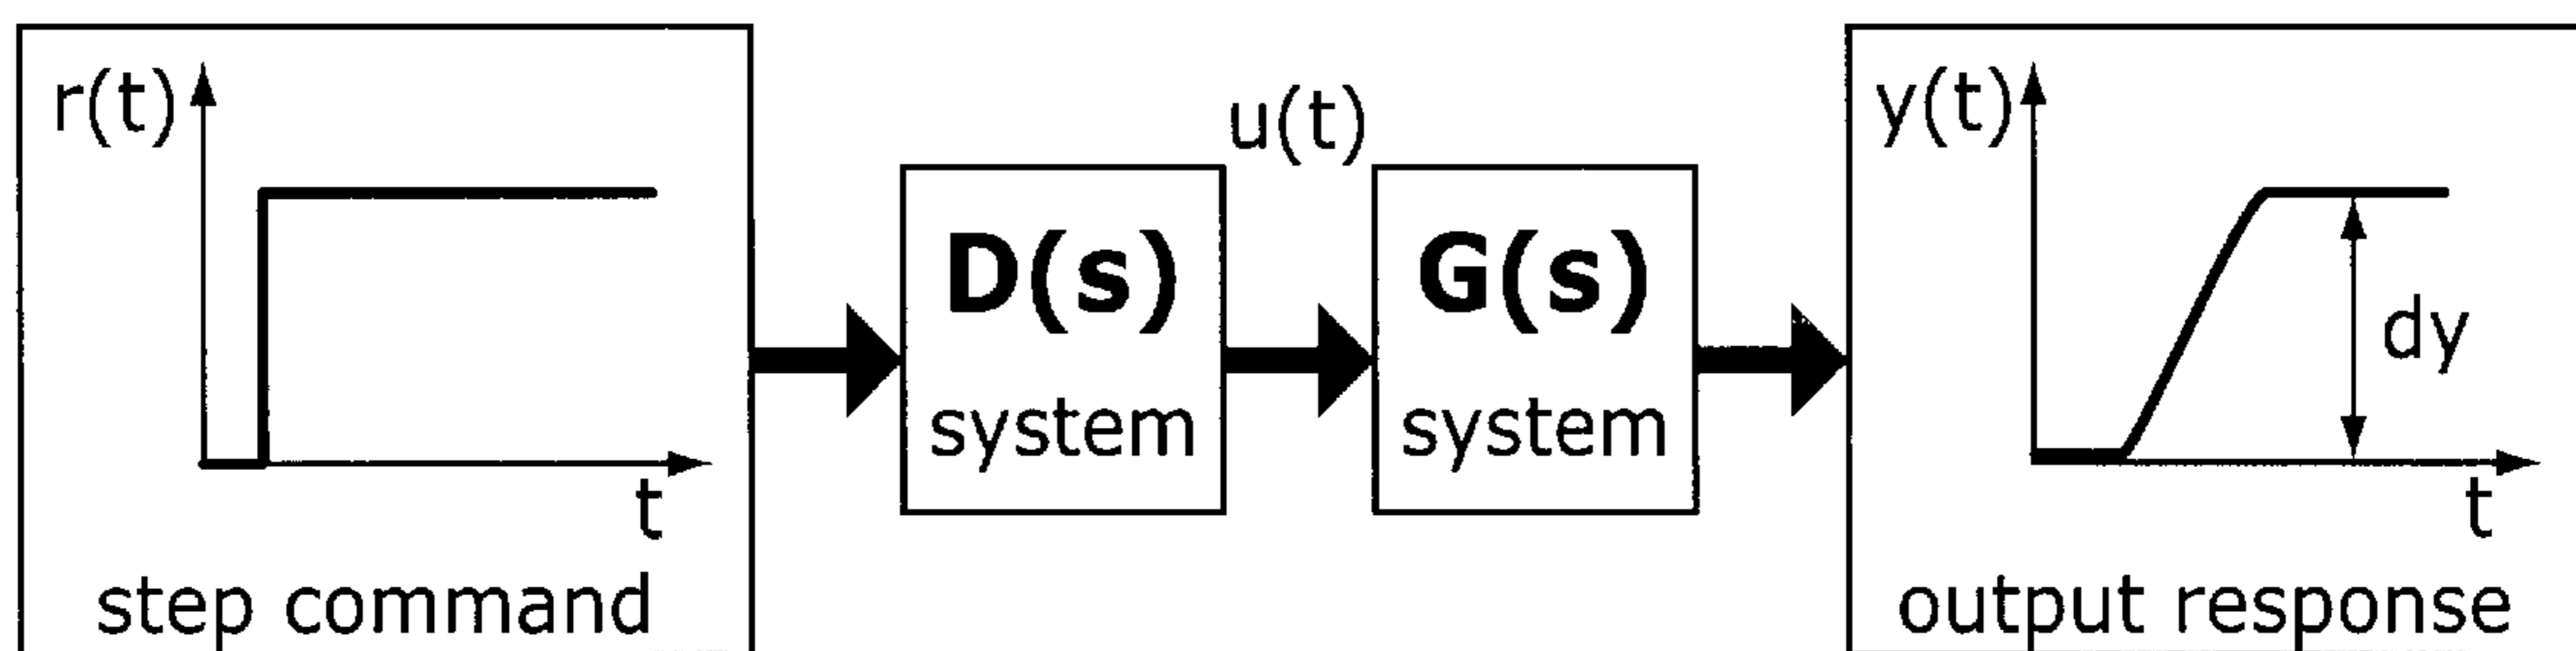 r(t)
t
step command
D(s)
system
u(t)
G(s)
system
y(t)
dy
t
output response